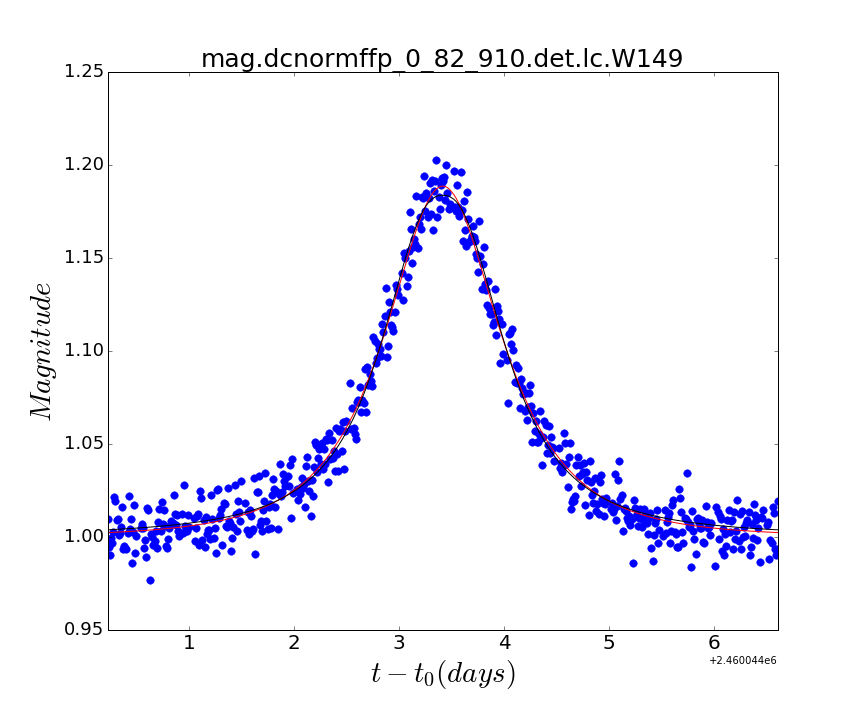 mag.dcnormffp_0_82_910.det.lc.W149
1.25
1.20
1.15
1.10
1.05
1.00
0.95
Magnitude
1 2 3 4 5 6
+2.460044e6
t − t₀(days)